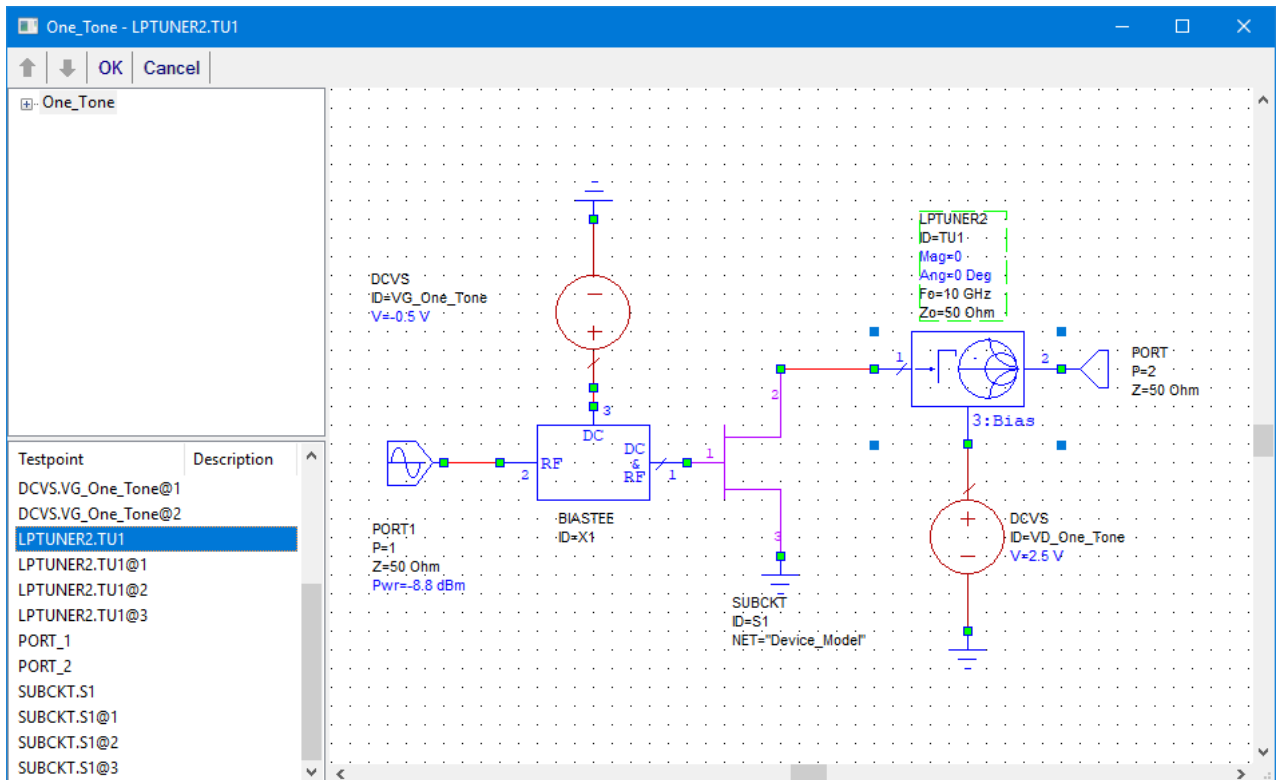 One_Tone - LPTUNER2.TU1
OK Cancel
One_Tone
Testpoint Description
DCVS.VG_One_Tone@1
DCVS.VG_One_Tone@2
LPTUNER2.TU1
LPTUNER2.TU1@1
LPTUNER2.TU1@2
LPTUNER2.TU1@3
PORT_1
PORT_2
SUBCKT.S1
SUBCKT.S1@1
SUBCKT.S1@2
SUBCKT.S1@3
DCVS
ID=VG_One_Tone
V=-0.5 V
LPTUNER2
ID=TU1
Mag=0
Ang=0 Deg
Fo=10 GHz
Zo=50 Ohm
1
2
3:Bias
PORT
P=2
Z=50 Ohm
3
DC
RF
DC
&
RF
2
1
BIASTEE
ID=X1
PORT1
P=1
Z=50 Ohm
Pwr=-8.8 dBm
2
1
3
SUBCKT
ID=S1
NET="Device_Model"
DCVS
ID=VD_One_Tone
V=2.5 V